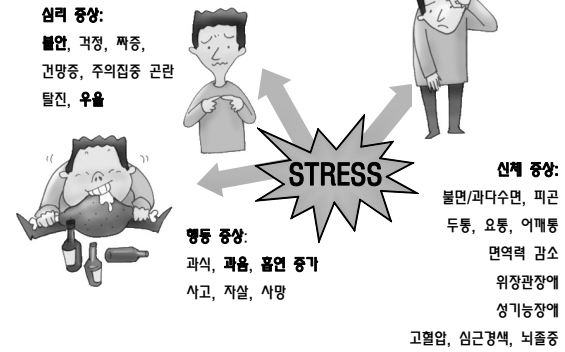 심리 증상:
불안, 걱정, 짜증,
건망증, 주의집중 곤란
탈진, 우울
STRESS
신체 증상:
불면/과다수면, 피곤
두통, 요통, 어깨통
면역력 감소
위장관장애
성기능장애
고혈압, 심근경색, 뇌졸중
행동 증상:
과식, 과음, 흡연 증가
사고, 자살, 사망